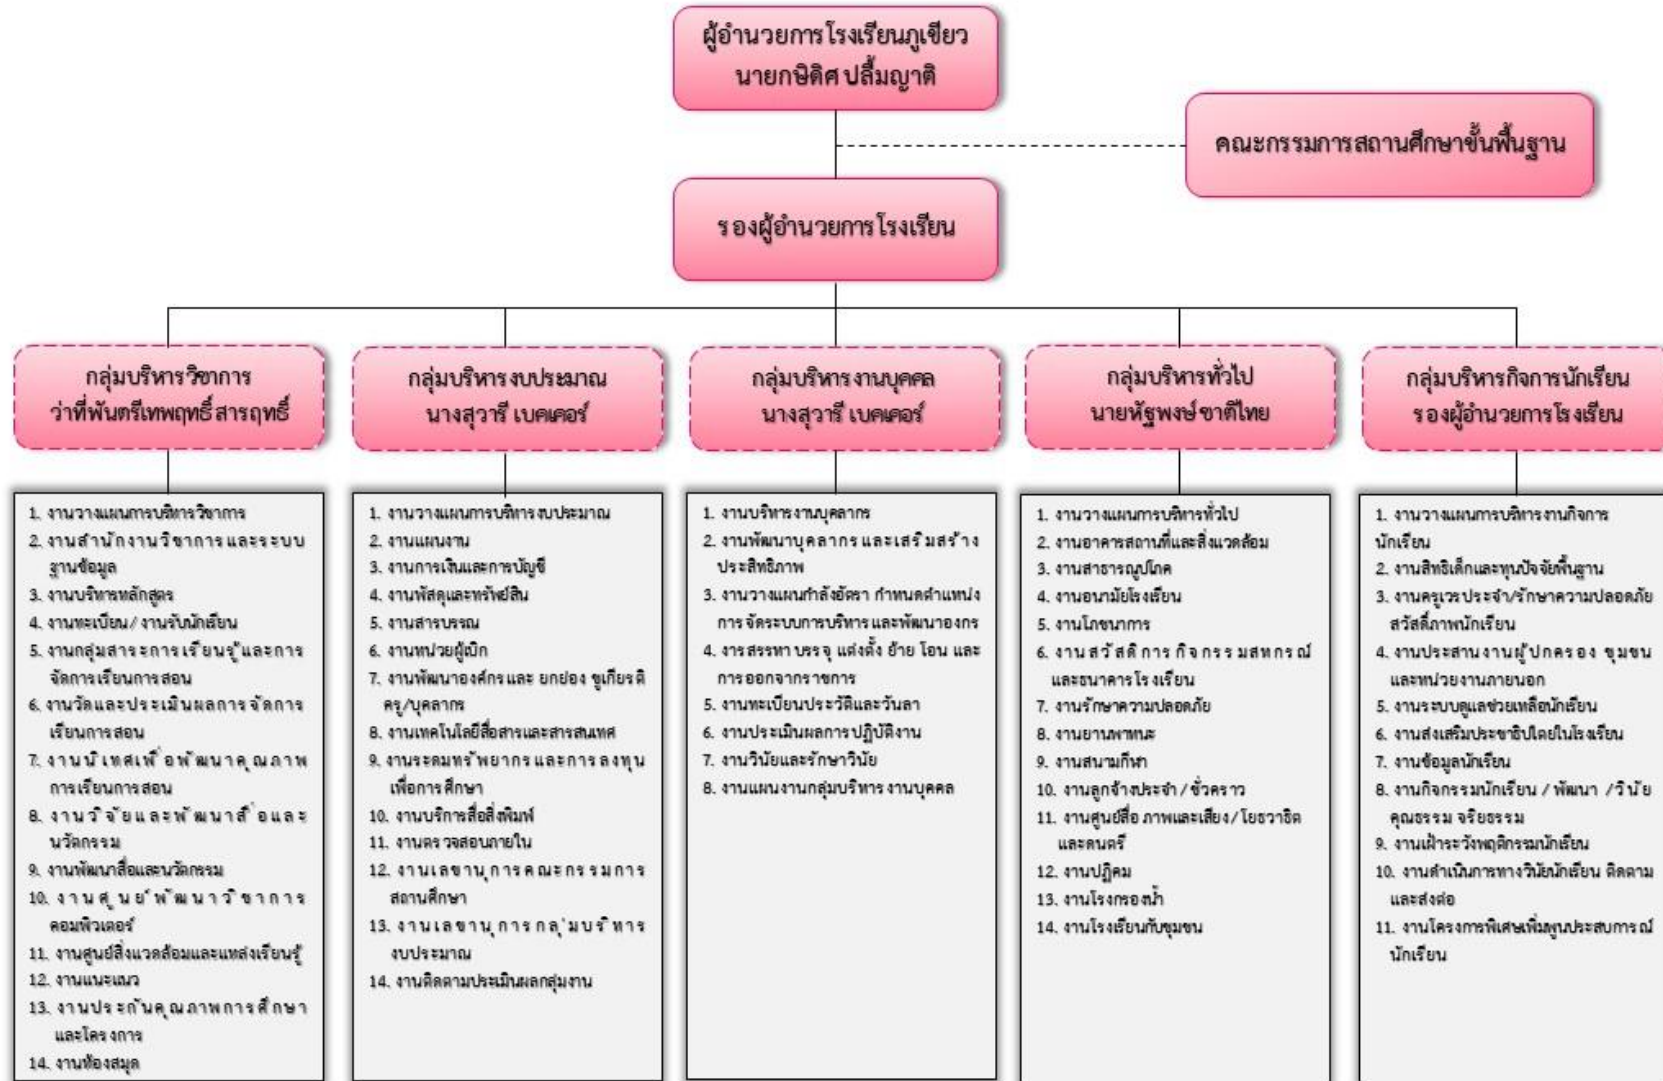 ผู้อำนวยการโรงเรียนภูเขียว
นายกษิดิศ ปลื้มญาติ
คณะกรรมการสถานศึกษาขั้นพื้นฐาน
รองผู้อำนวยการโรงเรียน
กลุ่มบริหารวิชาการ
ว่าที่พันตรีเทพฤทธิ์ สารฤทธิ์
กลุ่มบริหารงบประมาณ
นางสุวารี เบคเคอร์
กลุ่มบริหารงานบุคคล
นางสุวารี เบคเคอร์
กลุ่มบริหารทั่วไป
นายหัฐพงษ์ ชาติไทย
กลุ่มบริหารกิจการนักเรียน
รองผู้อำนวยการโรงเรียน
1. งานวางแผนการบริหารวิชาการ
2. งานสำนักงานวิชาการและระบบ
ฐานข้อมูล
3. งานบริหารหลักสูตร
4. งานทะเบียน / งานรับนักเรียน
5. งานกลุ่มสาระการเรียนรู้และการ
จัดการเรียนการสอน
6. งานวัดและประเมินผลการจัดการ
เรียนการสอน
7. งานนิเทศเพื่อพัฒนาคุณภาพ
การเรียนการสอน
8. งานวิจัยและพัฒนาสื่อและ
นวัตกรรม
9. งานพัฒนาสื่อและนวัตกรรม
10. งานศูนย์พัฒนาวิชาการ
คอมพิวเตอร์
11. งานศูนย์สิ่งแวดล้อมและแหล่งเรียนรู้
12. งานแนะแนว
13. งานประกันคุณภาพการศึกษา
และโครงการ
14. งานห้องสมุด
1. งานวางแผนการบริหารงบประมาณ
2. งานแผนงาน
3. งานการเงินและการบัญชี
4. งานพัสดุและทรัพย์สิน
5. งานสารบรรณ
6. งานหน่วยผู้เบิก
7. งานพัฒนาองค์กรและ ยกย่อง ชูเกียรติ
ครู/บุคลากร
8. งานเทคโนโลยีสื่อสารและสารสนเทศ
9. งานระดมทรัพยากรและการลงทุน
เพื่อการศึกษา
10. งานบริการสื่อสิ่งพิมพ์
11. งานตรวจสอบภายใน
12. งานเลขานุการคณะกรรมการ
สถานศึกษา
13. งานเลขานุการกลุ่มบริหาร
งบประมาณ
14. งานติดตามประเมินผลกลุ่มงาน
1. งานบริหารงานบุคลากร
2. งานพัฒนาบุคลากร และเสริมสร้าง
ประสิทธิภาพ
3. งานวางแผนกำลังอัตรา กำหนดตำแหน่ง
การจัดระบบการบริหารและพัฒนาองกร
4. งารสรรหา บรรจุ แต่งตั้ง ย้าย โอน และ
การออกจากราชการ
5. งานทะเบียนประวัติและวันลา
6. งานประเมินผลการปฏิบัติงาน
7. งานวินัยและรักษาวินัย
8. งานแผนงานกลุ่มบริหารงานบุคคล
1. งานวางแผนการบริหารทั่วไป
2. งานอาคารสถานที่และสิ่งแวดล้อม
3. งานสาธารณูปโภค
4. งานอนามัยโรงเรียน
5. งานโภชนาการ
6. งานสวัสดิการ กิจกรรมสหกรณ์
และธนาคารโรงเรียน
7. งานรักษาความปลอดภัย
8. งานยานพาหนะ
9. งานสนามกีฬา
10. งานลูกจ้างประจำ / ชั่วคราว
11. งานศูนย์สื่อ ภาพและเสียง / โยธวาธิต
และดนตรี
12. งานปฏิคม
13. งานโรงกรองน้ำ
14. งานโรงเรียนกับชุมชน
1. งานวางแผนการบริหารงานกิจการ
นักเรียน
2. งานสิทธิเด็กและทุนปัจจัยพื้นฐาน
3. งานครูเวรประจำ/รักษาความปลอดภัย
สวัสดิ์ภาพนักเรียน
4. งานประสานงานผู้ปกครอง ชุมชน
และหน่วยงานภายนอก
5. งานระบบดูแลช่วยเหลือนักเรียน
6. งานส่งเสริมประชาธิปไตยในโรงเรียน
7. งานข้อมูลนักเรียน
8. งานกิจกรรมนักเรียน / พัฒนา / วินัย
คุณธรรม จริยธรรม
9. งานเฝ้าระวังพฤติกรรมนักเรียน
10. งานดำเนินการทางวินัยนักเรียน ติดตาม
และส่งต่อ
11. งานโครงการพิเศษเพิ่มพูนประสบการณ์
นักเรียน